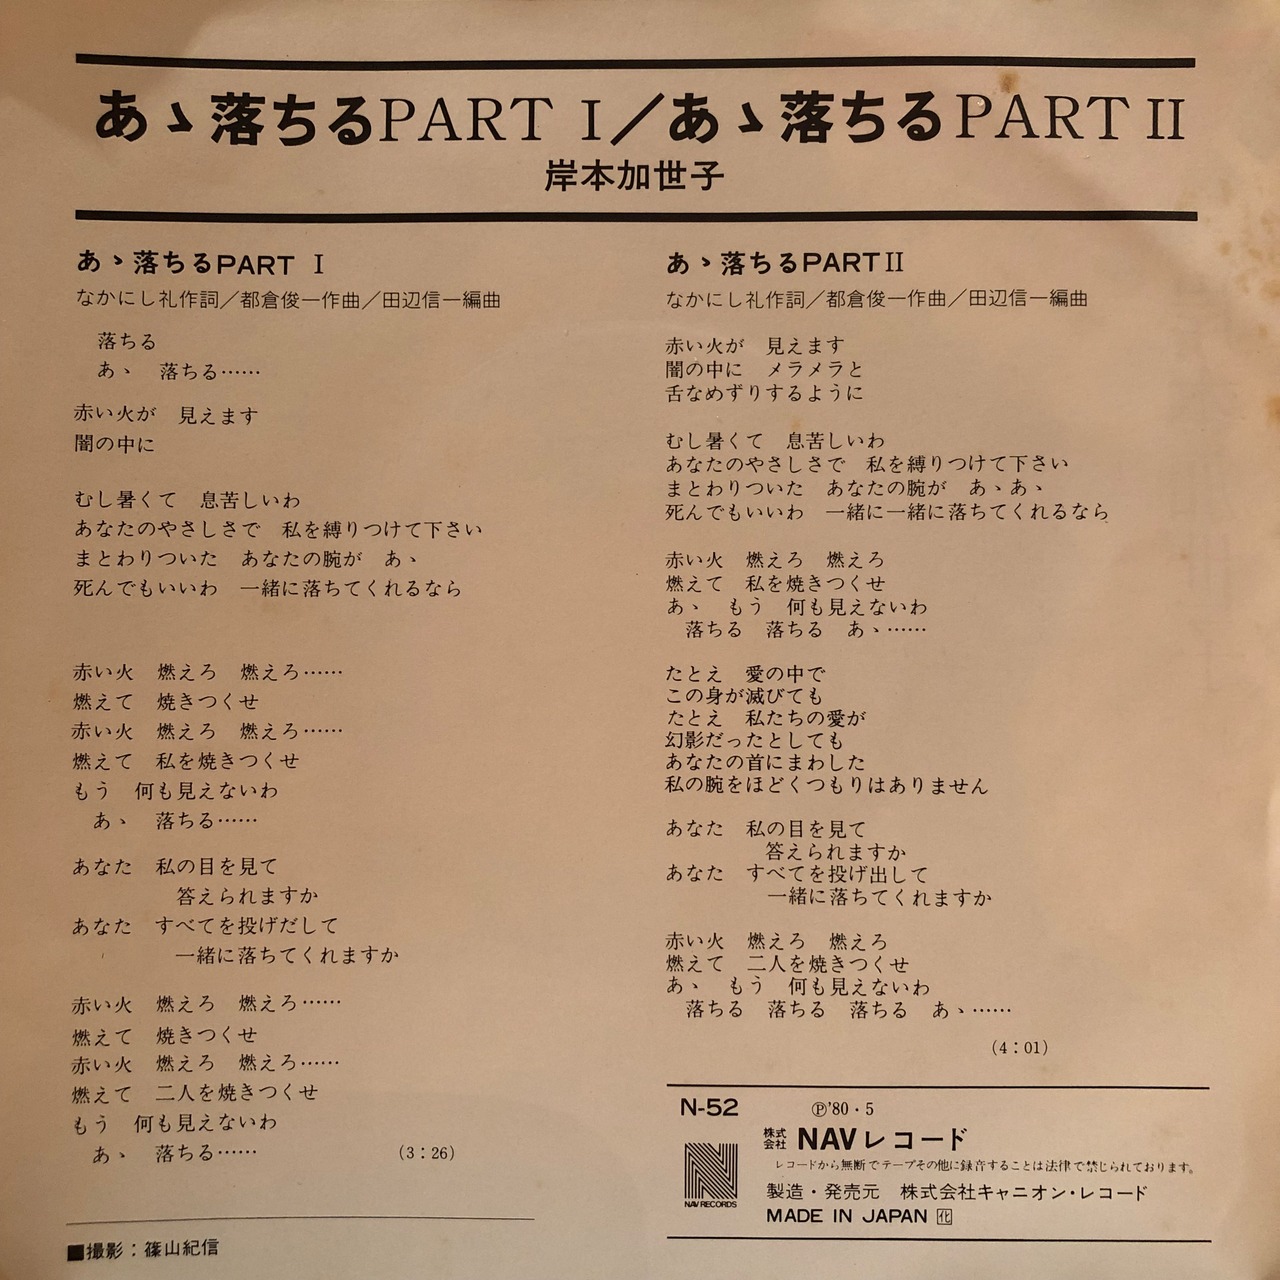 あゝ落ちるPART I／あゝ落ちるPART II
岸本加世子
あゝ落ちるPART I
なかにし礼作詞／都倉俊一作曲／田辺信一編曲
落ちる
あゝ　落ちる……
赤い火が　見えます
闇の中に
むし暑くて　息苦しいわ
あなたのやさしさで　私を縛りつけて下さい
まとわりついた　あなたの腕が　あゝ
死んでもいいわ　一緒に落ちてくれるなら
赤い火　燃えろ　燃えろ……
燃えて　焼きつくせ
赤い火　燃えろ　燃えろ……
燃えて　私を焼きつくせ
もう　何も見えないわ
あゝ　落ちる……
あなた　私の目を見て
答えられますか
あなた　すべてを投げだして
一緒に落ちてくれますか
赤い火　燃えろ　燃えろ……
燃えて　焼きつくせ
赤い火　燃えろ　燃えろ……
燃えて　二人を焼きつくせ
もう　何も見えないわ
あゝ　落ちる……　(3：26)
■撮影：篠山紀信
あゝ落ちるPART II
なかにし礼作詞／都倉俊一作曲／田辺信一編曲
赤い火が　見えます
闇の中に　メラメラと
舌なめずりするように
むし暑くて　息苦しいわ
あなたのやさしさで　私を縛りつけて下さい
まとわりついた　あなたの腕が　あゝあゝ
死んでもいいわ　一緒に一緒に落ちてくれるなら
赤い火　燃えろ　燃えろ
燃えて　私を焼きつくせ
あゝ　もう　何も見えないわ
落ちる　落ちる　あゝ……
たとえ　愛の中で
この身が滅びても
たとえ　私たちの愛が
幻影だったとしても
あなたの首にまわした
私の腕をほどくつもりはありません
あなた　私の目を見て
答えられますか
あなた　すべてを投げ出して
一緒に落ちてくれますか
赤い火　燃えろ　燃えろ
燃えて　二人を焼きつくせ
あゝ　もう　何も見えないわ
落ちる　落ちる　落ちる　あゝ……
(4：01)
N-52　Ⓟ'80・5
株式会社 NAVレコード
レコードから無断でテープその他に録音することは法律で禁じられております。
NAV RECORDS
製造・発売元　株式会社キャニオン・レコード
MADE IN JAPAN 化